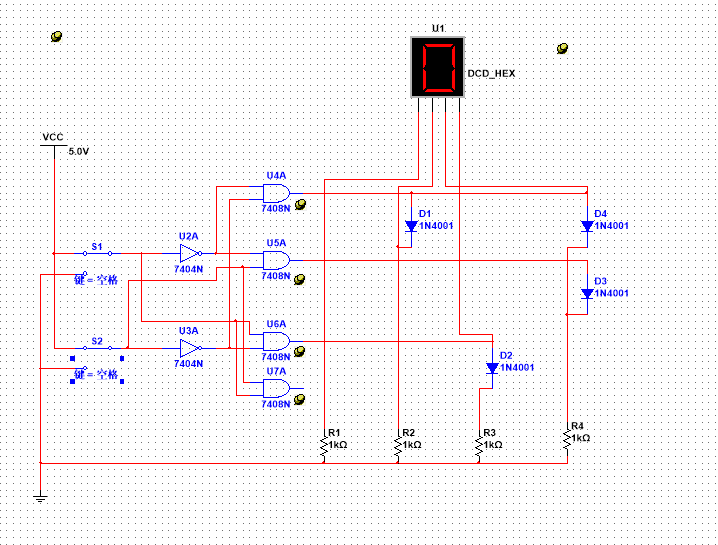 U1
DCD_HEX
VCC
5.0V
U4A
7408N
D1
1N4001
D4
1N4001
S1
键 = 空格
U2A
7404N
U5A
7408N
D3
1N4001
S2
键 = 空格
U3A
7404N
U6A
7408N
D2
1N4001
U7A
7408N
R1
1kΩ
R2
1kΩ
R3
1kΩ
R4
1kΩ